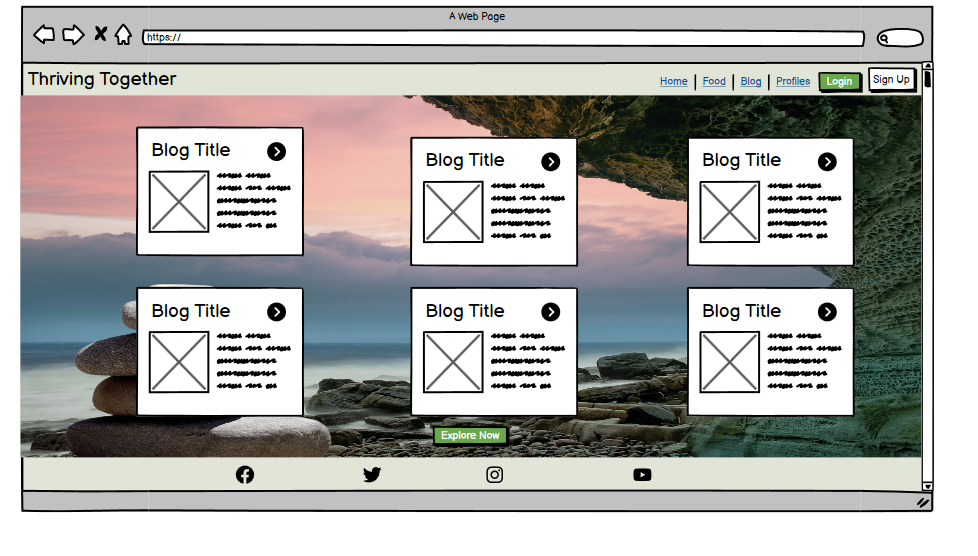 A Web Page
https://
Thriving Together
Home Food Blog Profiles Login Sign Up
Blog Title
Blog Title
Blog Title
Blog Title
Blog Title
Blog Title
Explore Now